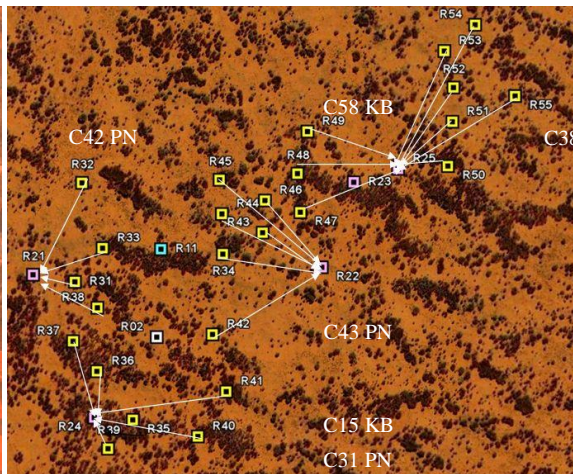 R54
R53
R52
C58 KB
R55
R51
R49
C42 PN
C38
R45
R48
R25
R32
R50
R46
R23
R44
R47
R43
R33
R11
R21
R34
R22
R31
R38
R37
R02
R42
C43 PN
R36
R41
R24
R39
R35
R40
C15 KB
C31 PN